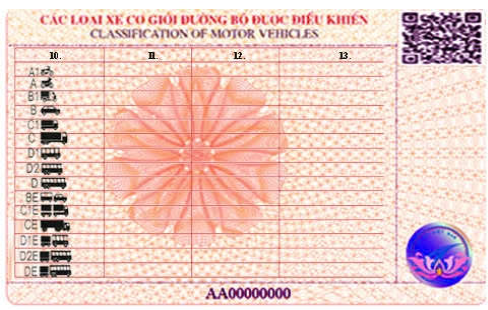 CÁC LOẠI XE CƠ GIỚI ĐƯỜNG BỘ ĐƯỢC ĐIỀU KHIỂN
CLASSIFICATION OF MOTOR VEHICLES
10. 11. 12. 13.
A1
A
B1
B
C1
C
D1
D2
D
BE
C1E
CE
D1E
D2E
DE
AA00000000